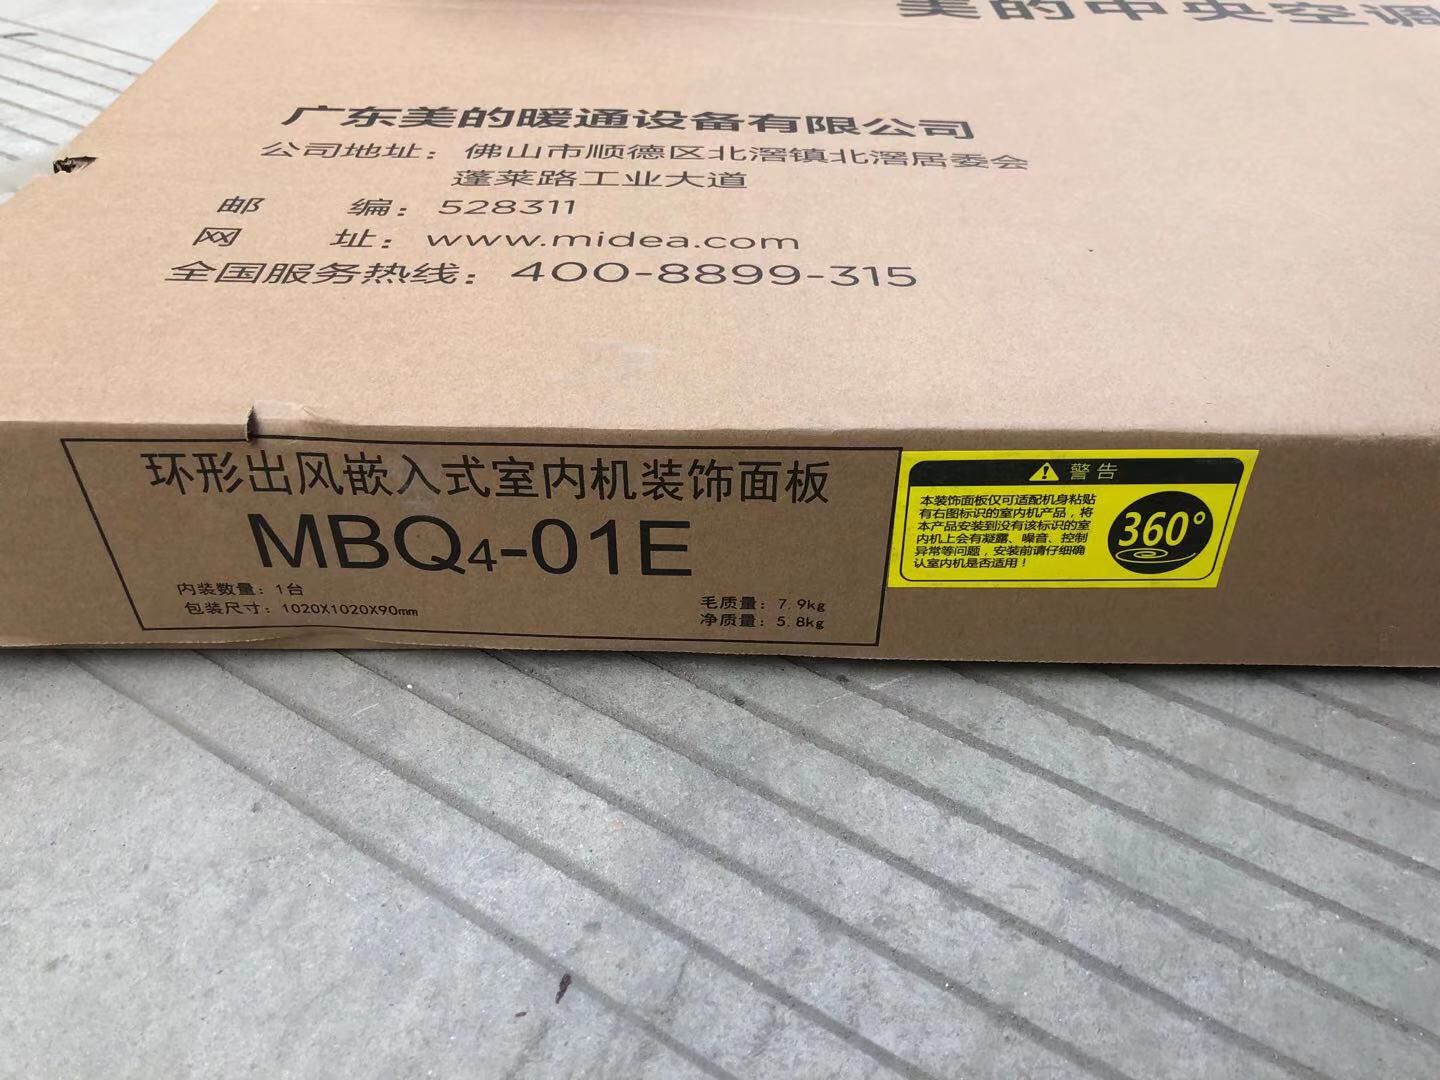 美的中央空调
广东美的暖通设备有限公司
公司地址：佛山市顺德区北滘镇北滘居委会
蓬莱路工业大道
邮 编：528311
网 址：www.midea.com
全国服务热线：400-8899-315
环形出风嵌入式室内机装饰面板
MBQ4-01E
内装数量：1台
包装尺寸：1020X1020X90mm
毛质量：7.9kg
净质量：5.8kg
警告
本装饰面板仅可适配机身粘贴
有右图标识的室内机产品，将
本产品安装到没有该标识的室
内机上会有凝露、噪音、控制
异常等问题，安装前请仔细确
认室内机是否适用！
360°